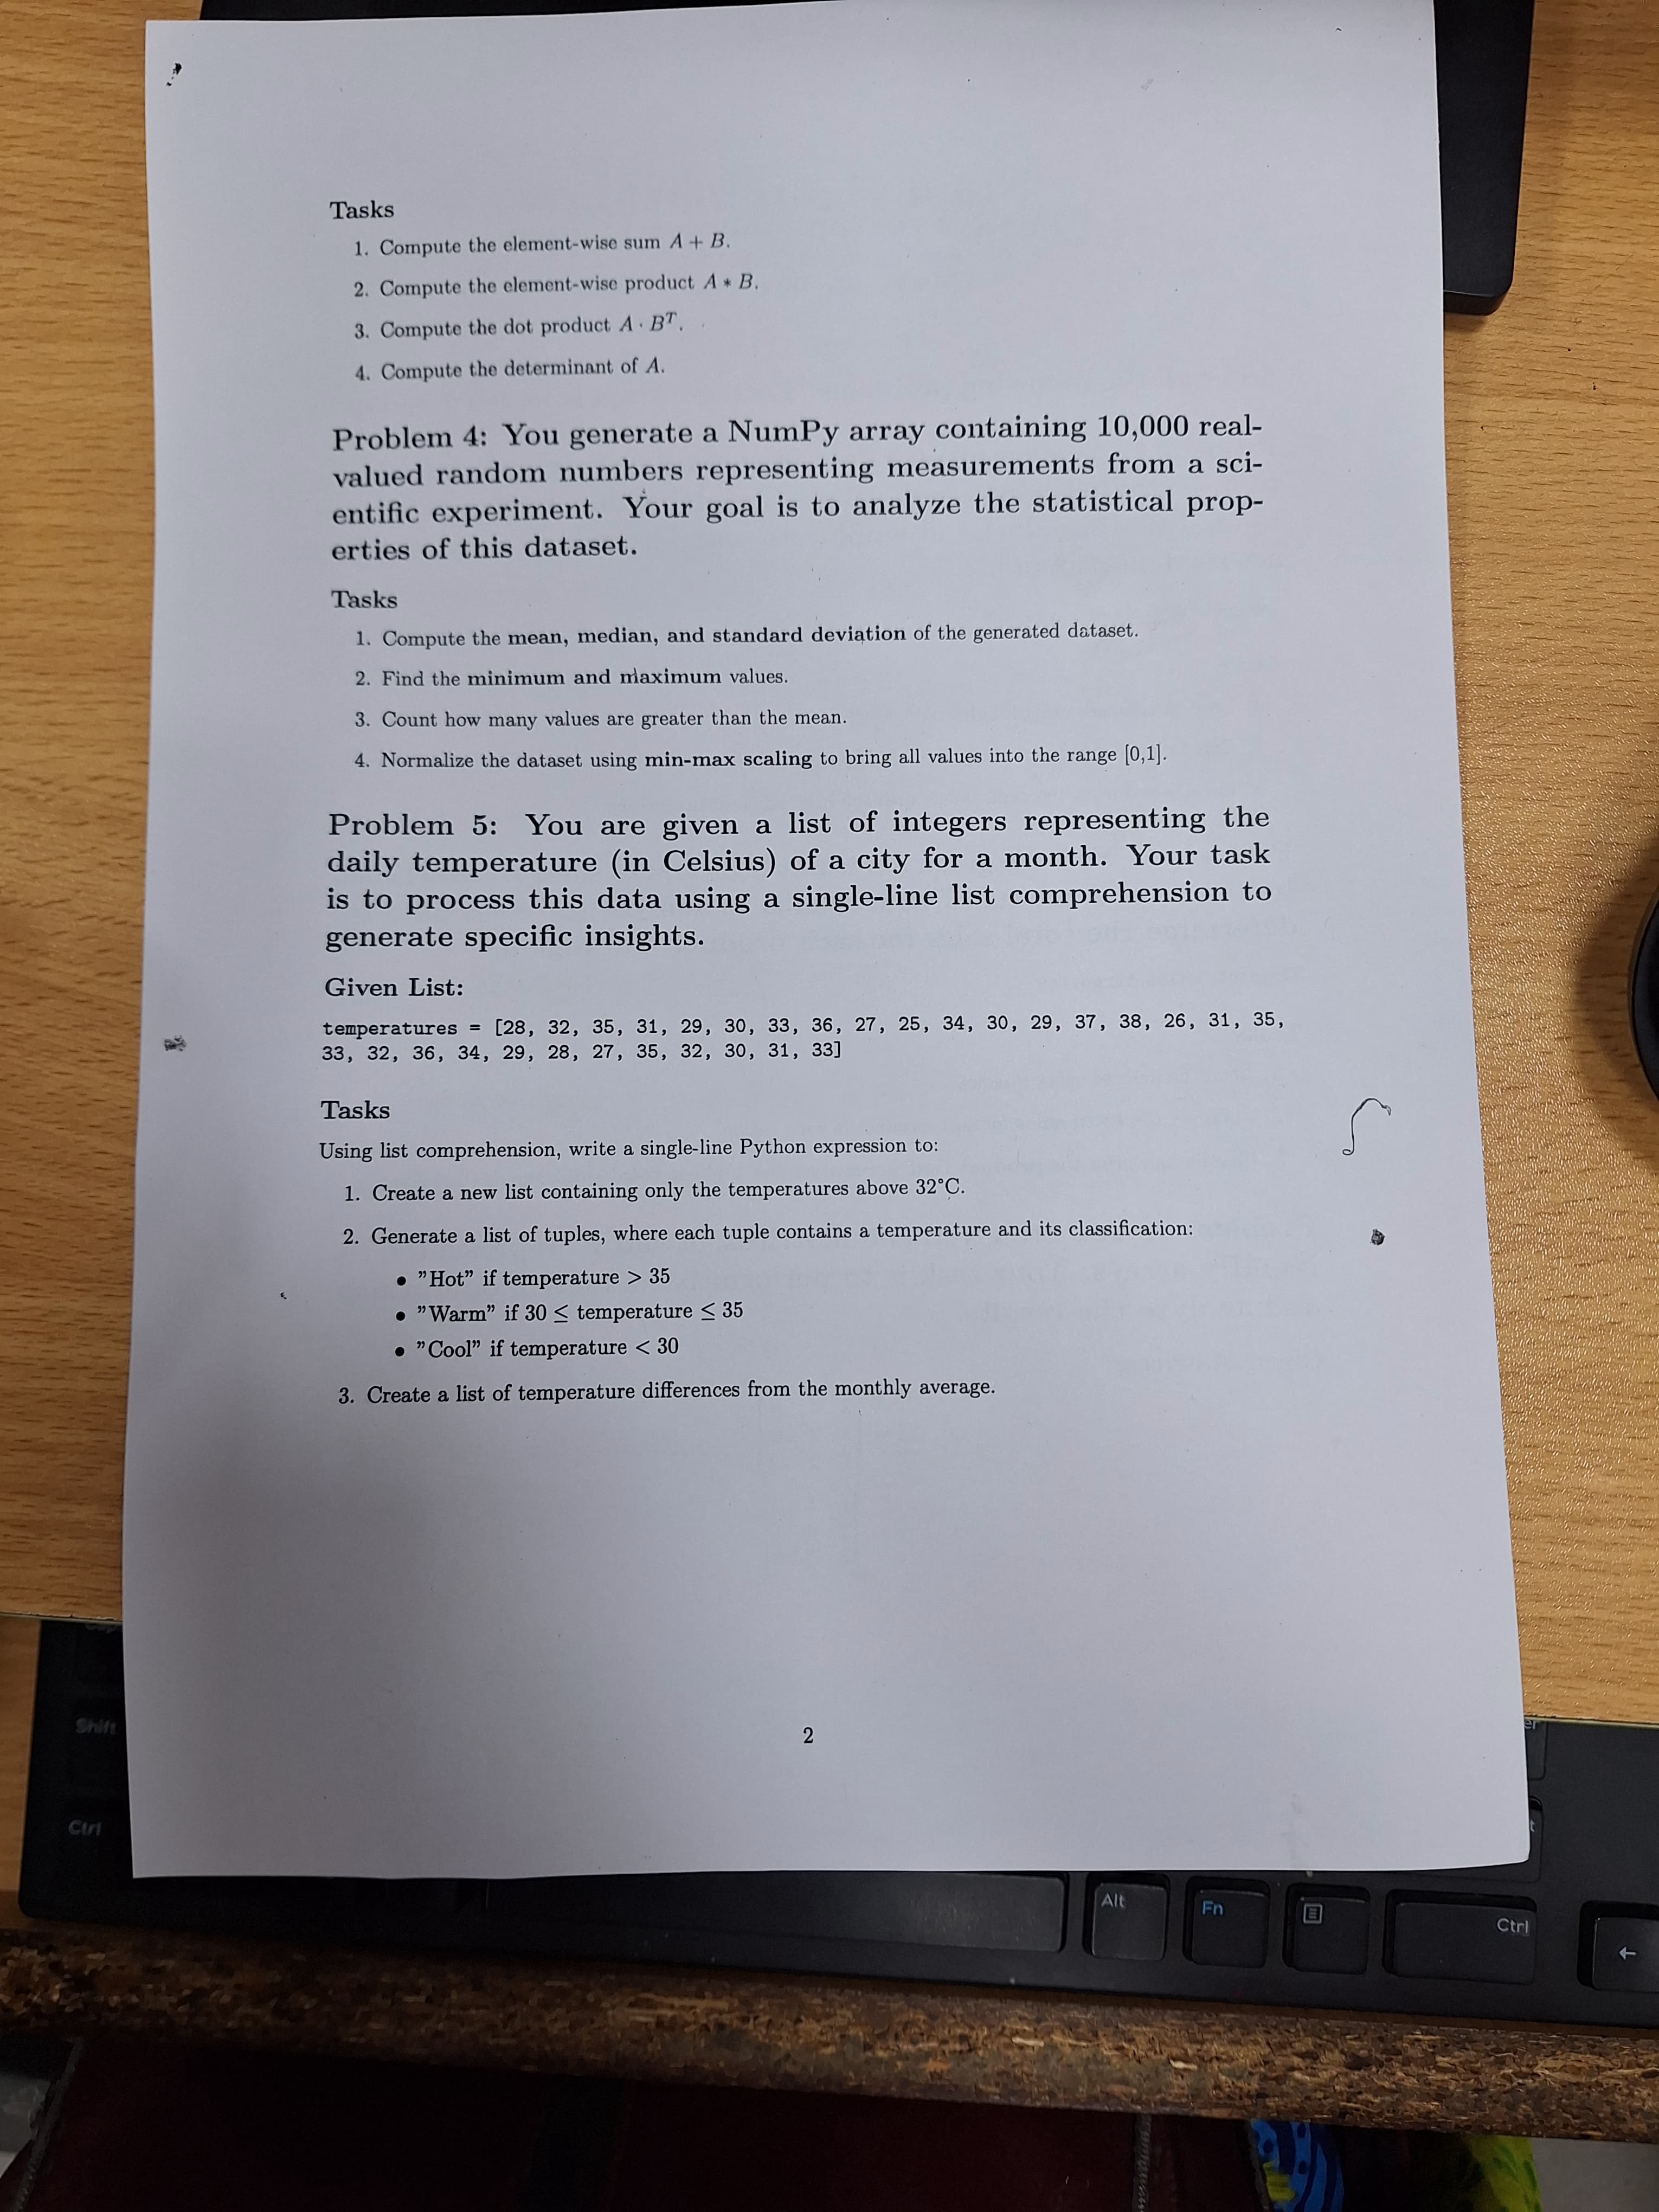 Tasks
1. Compute the element-wise sum A + B.
2. Compute the element-wise product A * B.
3. Compute the dot product A · Bᵀ.
4. Compute the determinant of A.
Problem 4: You generate a NumPy array containing 10,000 real-
valued random numbers representing measurements from a sci-
entific experiment. Your goal is to analyze the statistical prop-
erties of this dataset.
Tasks
1. Compute the mean, median, and standard deviation of the generated dataset.
2. Find the minimum and maximum values.
3. Count how many values are greater than the mean.
4. Normalize the dataset using min-max scaling to bring all values into the range [0,1].
Problem 5: You are given a list of integers representing the
daily temperature (in Celsius) of a city for a month. Your task
is to process this data using a single-line list comprehension to
generate specific insights.
Given List:
temperatures = [28, 32, 35, 31, 29, 30, 33, 36, 27, 25, 34, 30, 29, 37, 38, 26, 31, 35,
33, 32, 36, 34, 29, 28, 27, 35, 32, 30, 31, 33]
Tasks
Using list comprehension, write a single-line Python expression to:
1. Create a new list containing only the temperatures above 32°C.
2. Generate a list of tuples, where each tuple contains a temperature and its classification:
• ”Hot” if temperature > 35
• ”Warm” if 30 ≤ temperature ≤ 35
• ”Cool” if temperature < 30
3. Create a list of temperature differences from the monthly average.
2
Shift
Ctrl
Alt
Fn
Ctrl
←